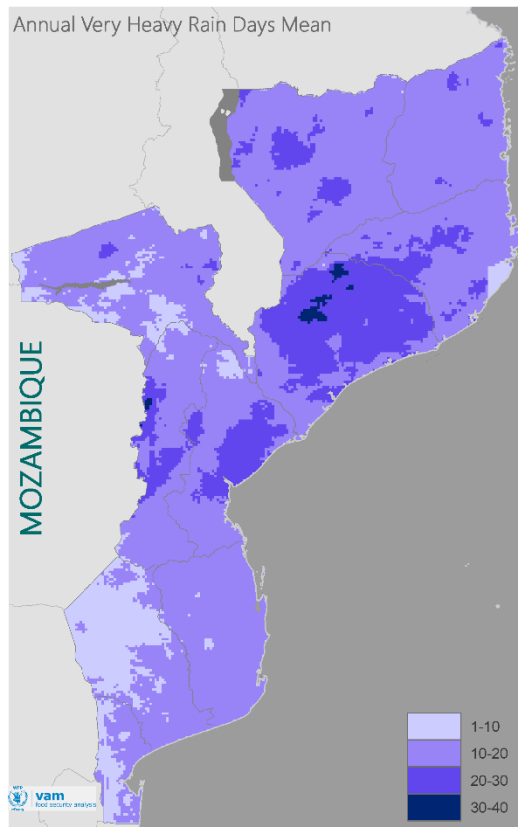 Annual Very Heavy Rain Days Mean
MOZAMBIQUE
1-10
10-20
20-30
30-40
WFP
vam
food security analysis